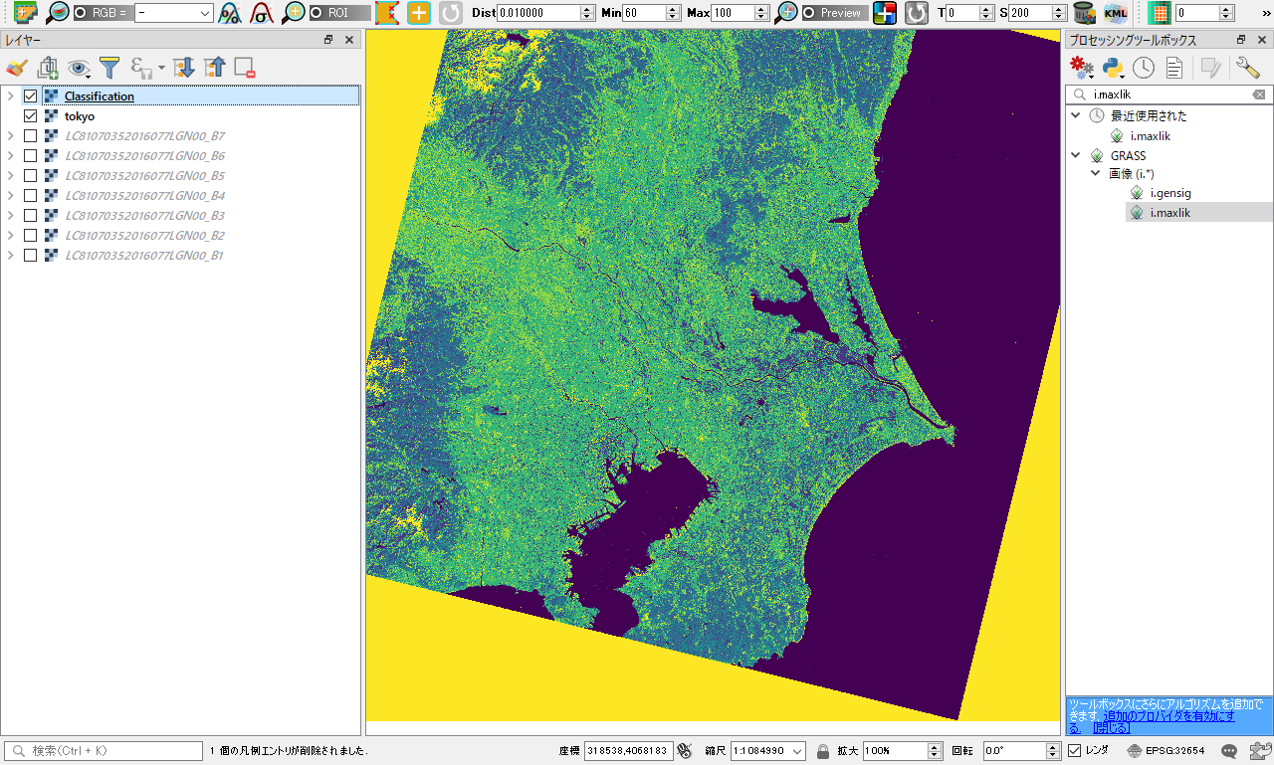 RGB = - ROI Dist 0.010000 Min 60 Max 100 Preview T 0 S 200 KML 0 »
レイヤー
プロセッシングツールボックス
i.maxlik
Classification
tokyo
LC81070352016077LGN00_B7
LC81070352016077LGN00_B6
LC81070352016077LGN00_B5
LC81070352016077LGN00_B4
LC81070352016077LGN00_B3
LC81070352016077LGN00_B2
LC81070352016077LGN00_B1
最近使用された
i.maxlik
GRASS
画像 (i.*)
i.gensig
i.maxlik
ツールボックスにさらにアルゴリズムを追加で
きます. 追加のプロバイダを有効にす
る. [閉じる]
検索(Ctrl + K) 1 個の凡例エントリが削除されました. 座標 318538,4068183 縮尺 1:1084990 拡大 100% 回転 0.0° レンダ EPSG:32654